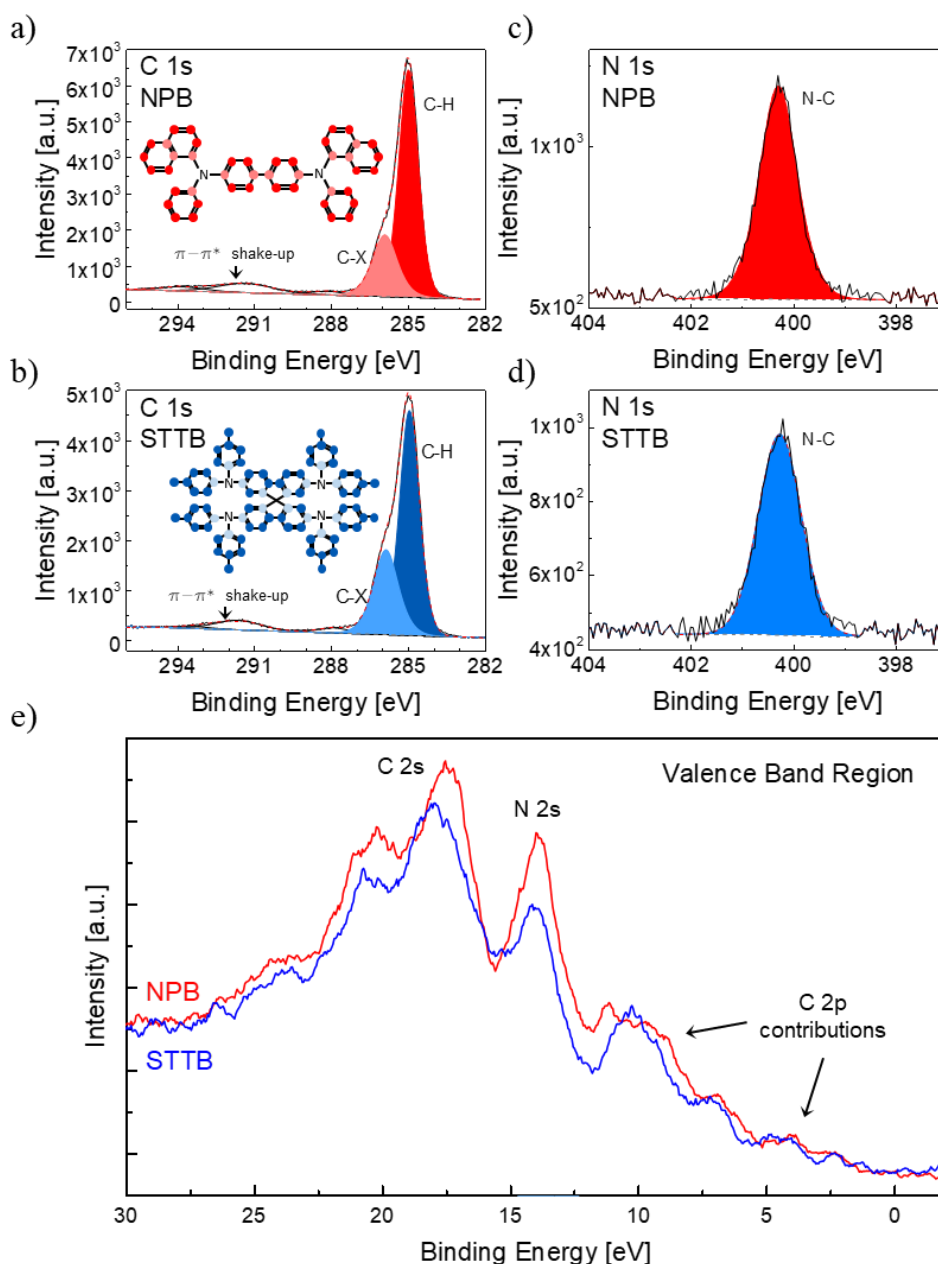 a)
C 1s
NPB
C-H
C-X
π−π* shake-up
N
N
7x10³
6x10³
5x10³
4x10³
3x10³
2x10³
1x10³
0
Intensity [a.u.]
294 291 288 285 282
Binding Energy [eV]
c)
N 1s
NPB
N-C
1x10³
5x10²
Intensity [a.u.]
404 402 400 398
Binding Energy [eV]
b)
C 1s
STTB
C-H
C-X
π−π* shake-up
N
N
N
N
5x10³
4x10³
3x10³
2x10³
1x10³
0
Intensity [a.u.]
294 291 288 285 282
Binding Energy [eV]
d)
N 1s
STTB
N-C
1x10³
8x10²
6x10²
4x10²
Intensity [a.u.]
404 402 400 398
Binding Energy [eV]
e)
Valence Band Region
C 2s
N 2s
C 2p
contributions
NPB
STTB
Intensity [a.u.]
30 25 20 15 10 5 0
Binding Energy [eV]